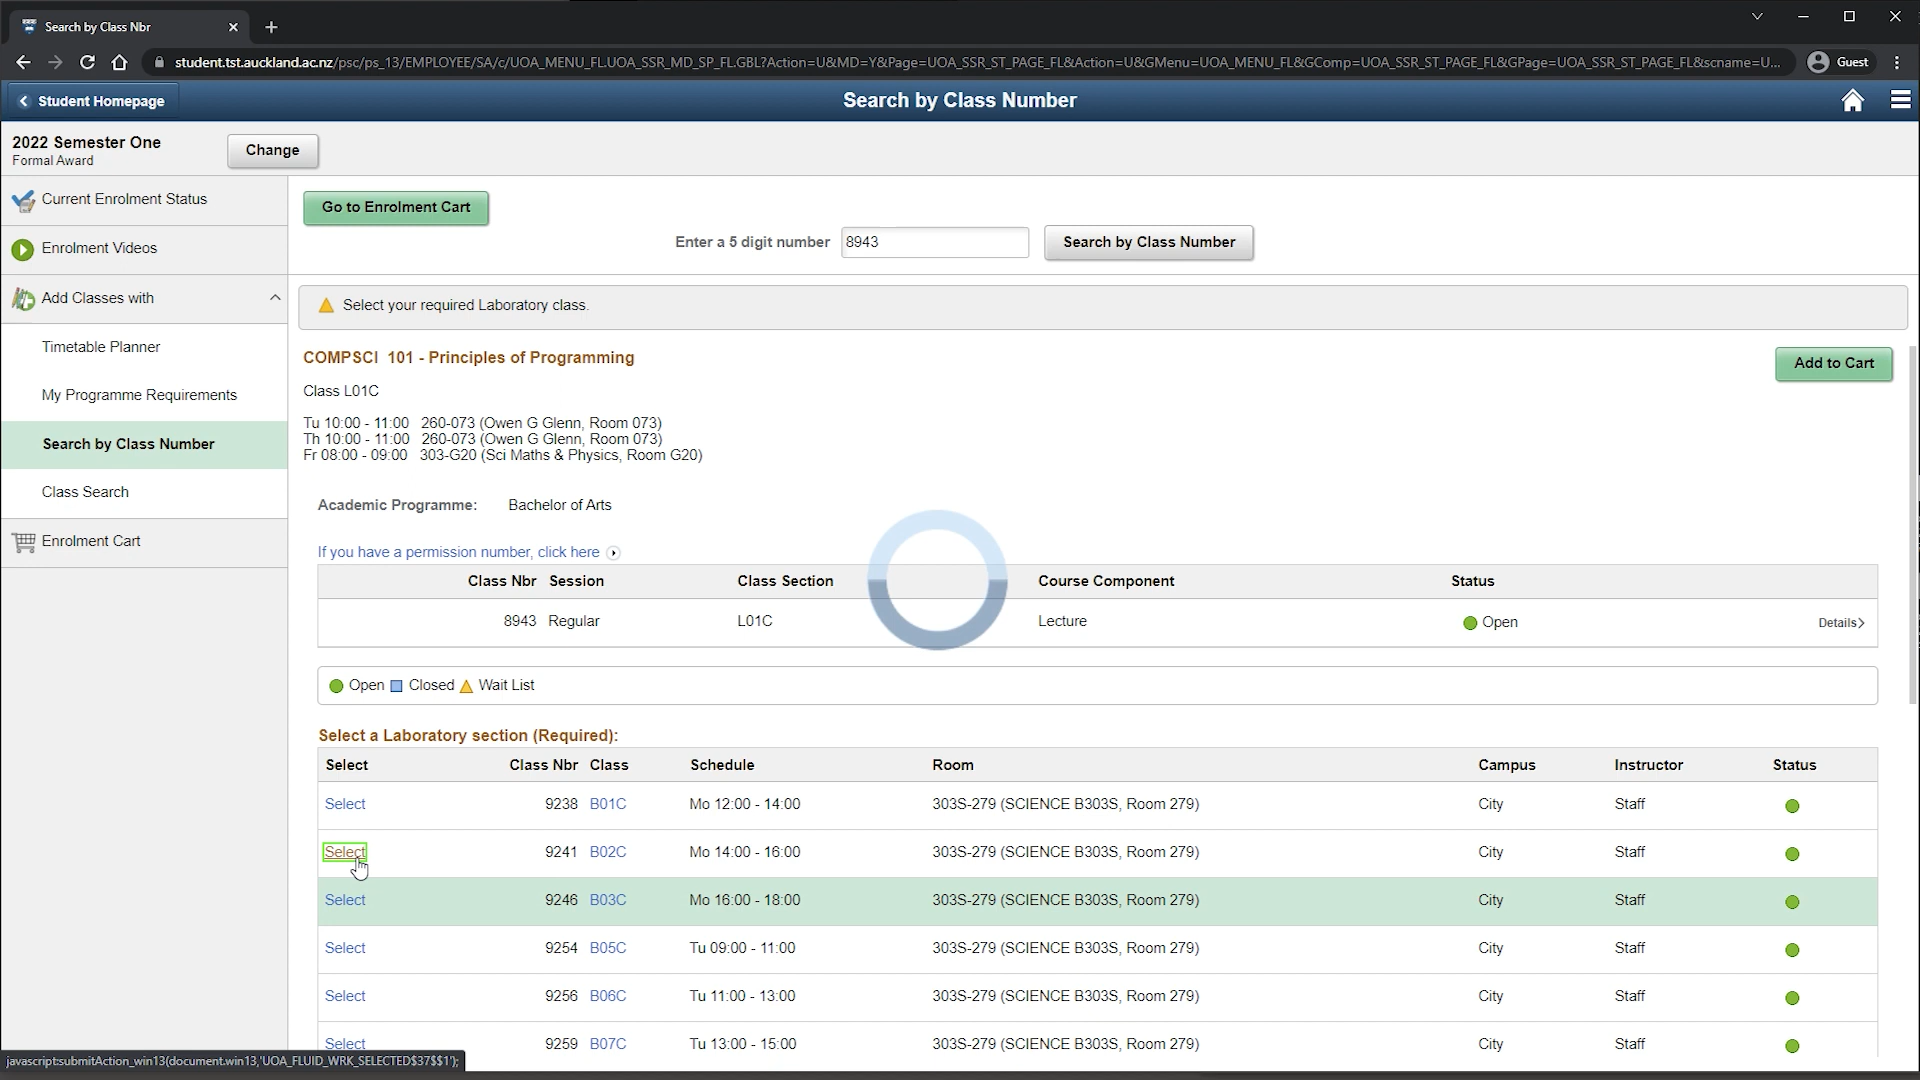 Search by Class Nbr
student.tst.auckland.ac.nz/psc/ps_13/EMPLOYEE/SA/c/UOA_MENU_FL.UOA_SSR_MD_SP_FL.GBL?Action=U&MD=Y&Page=UOA_SSR_ST_PAGE_FL&Action=U&GMenu=UOA_MENU_FL&GComp=UOA_SSR_ST_PAGE_FL&GPage=UOA_SSR_ST_PAGE_FL&scname=U...
Guest
Student Homepage
Search by Class Number
2022 Semester One
Formal Award
Change
Current Enrolment Status
Enrolment Videos
Add Classes with
Timetable Planner
My Programme Requirements
Search by Class Number
Class Search
Enrolment Cart
Go to Enrolment Cart
Enter a 5 digit number 8943 Search by Class Number
Select your required Laboratory class.
COMPSCI 101 - Principles of Programming
Add to Cart
Class L01C
Tu 10:00 - 11:00 260-073 (Owen G Glenn, Room 073)
Th 10:00 - 11:00 260-073 (Owen G Glenn, Room 073)
Fr 08:00 - 09:00 303-G20 (Sci Maths & Physics, Room G20)
Academic Programme: Bachelor of Arts
If you have a permission number, click here
Class Nbr Session Class Section Course Component Status
8943 Regular L01C Lecture Open Details>
Open Closed Wait List
Select a Laboratory section (Required):
Select Class Nbr Class Schedule Room Campus Instructor Status
Select 9238 B01C Mo 12:00 - 14:00 303S-279 (SCIENCE B303S, Room 279) City Staff
Select 9241 B02C Mo 14:00 - 16:00 303S-279 (SCIENCE B303S, Room 279) City Staff
Select 9246 B03C Mo 16:00 - 18:00 303S-279 (SCIENCE B303S, Room 279) City Staff
Select 9254 B05C Tu 09:00 - 11:00 303S-279 (SCIENCE B303S, Room 279) City Staff
Select 9256 B06C Tu 11:00 - 13:00 303S-279 (SCIENCE B303S, Room 279) City Staff
Select 9259 B07C Tu 13:00 - 15:00 303S-279 (SCIENCE B303S, Room 279) City Staff
javascript:submitAction_win13(document.win13,'UOA_FLUID_WRK_SELECTED$37$$1');